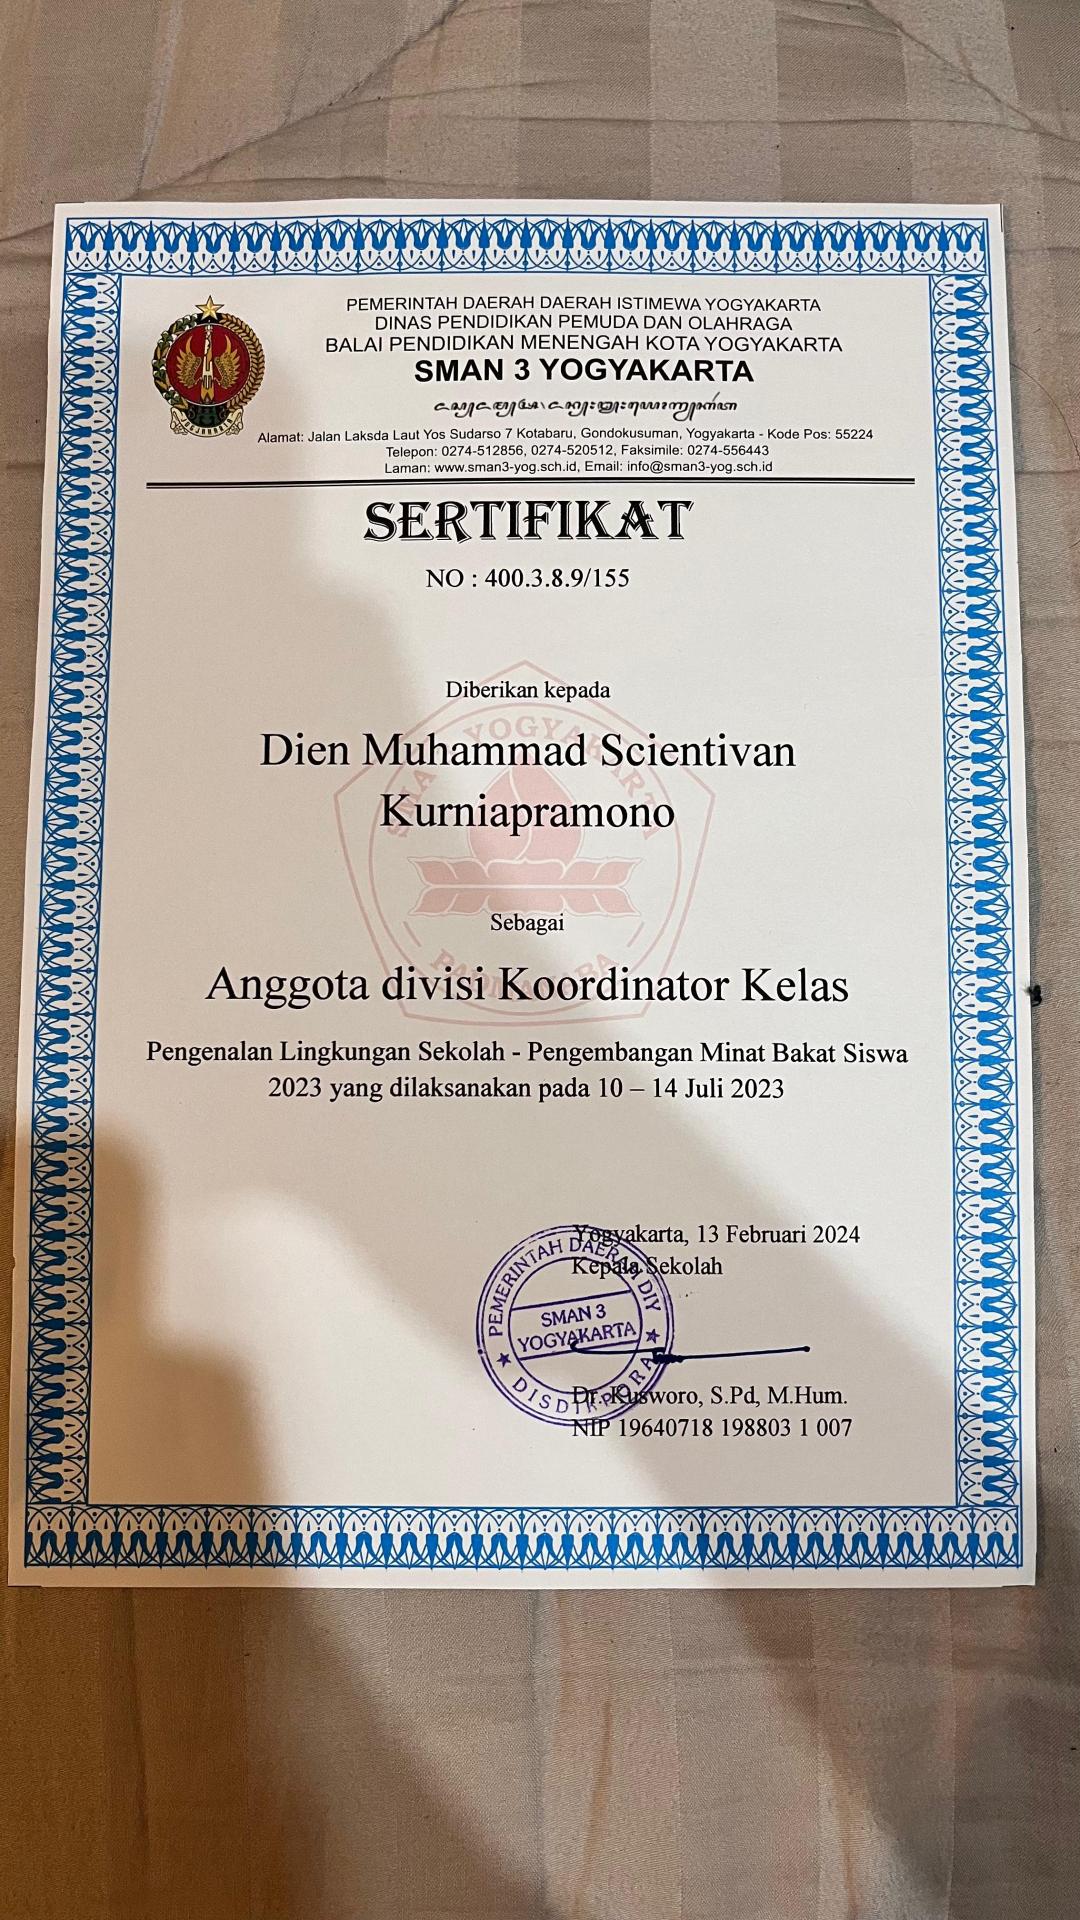 PEMERINTAH DAERAH DAERAH ISTIMEWA YOGYAKARTA
DINAS PENDIDIKAN PEMUDA DAN OLAHRAGA
BALAI PENDIDIKAN MENENGAH KOTA YOGYAKARTA
SMAN 3 YOGYAKARTA
Alamat: Jalan Laksda Laut Yos Sudarso 7 Kotabaru, Gondokusuman, Yogyakarta - Kode Pos: 55224
Telepon: 0274-512856, 0274-520512, Faksimile: 0274-556443
Laman: www.sman3-yog.sch.id, Email: info@sman3-yog.sch.id
SERTIFIKAT
NO : 400.3.8.9/155
Diberikan kepada
Dien Muhammad Scientivan
Kurniapramono
Sebagai
Anggota divisi Koordinator Kelas
Pengenalan Lingkungan Sekolah - Pengembangan Minat Bakat Siswa
2023 yang dilaksanakan pada 10 – 14 Juli 2023
Yogyakarta, 13 Februari 2024
Kepala Sekolah
PEMERINTAH DAERAH DIY
SMAN 3
YOGYAKARTA
DISDIKPORA
Dr. Kusworo, S.Pd, M.Hum.
NIP 19640718 198803 1 007